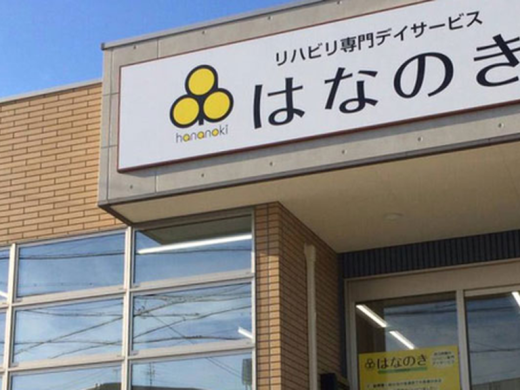 リハビリ専門デイサービス
はなのき
hananoki
はなのき